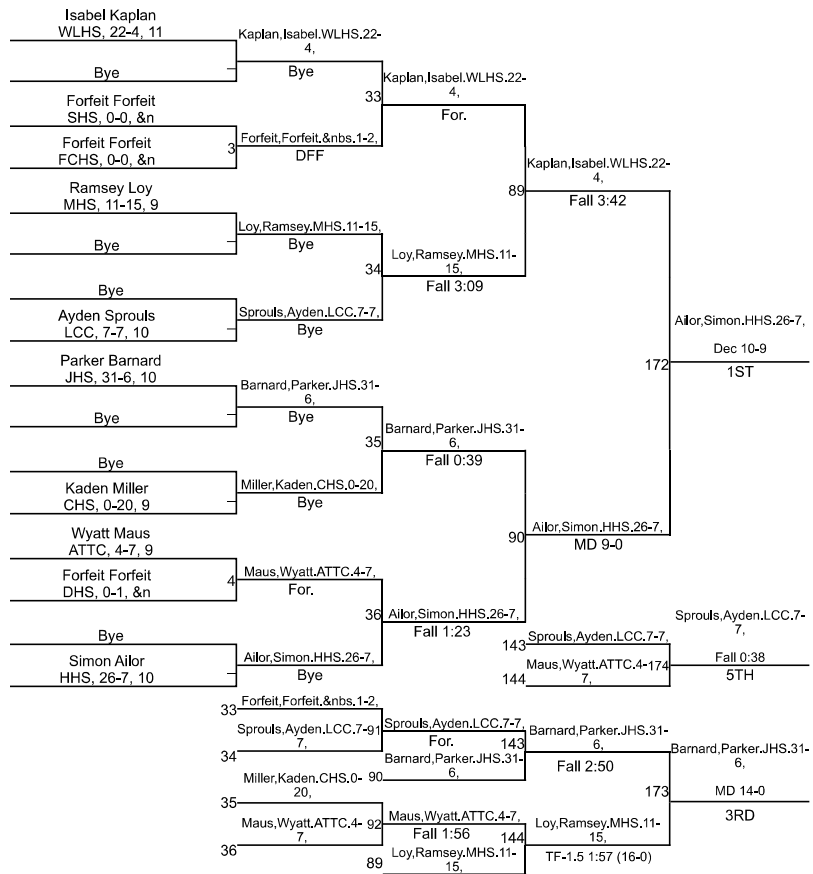 Isabel Kaplan
WLHS, 22-4, 11
Bye
Kaplan,Isabel.WLHS.22-
4,
Bye
Forfeit Forfeit
SHS, 0-0, &n
Forfeit Forfeit
FCHS, 0-0, &n
3
Forfeit,Forfeit.&nbs.1-2,
DFF
33
Kaplan,Isabel.WLHS.22-
4,
For.
Ramsey Loy
MHS, 11-15, 9
Bye
Loy,Ramsey.MHS.11-15,
Bye
Bye
Ayden Sprouls
LCC, 7-7, 10
Sprouls,Ayden.LCC.7-7,
Bye
34
Loy,Ramsey.MHS.11-
15,
Fall 3:09
89
Kaplan,Isabel.WLHS.22-
4,
Fall 3:42
Parker Barnard
JHS, 31-6, 10
Bye
Barnard,Parker.JHS.31-
6,
Bye
Bye
Kaden Miller
CHS, 0-20, 9
Miller,Kaden.CHS.0-20,
Bye
35
Barnard,Parker.JHS.31-
6,
Fall 0:39
Wyatt Maus
ATTC, 4-7, 9
Forfeit Forfeit
DHS, 0-1, &n
4
Maus,Wyatt.ATTC.4-7,
For.
Bye
Simon Ailor
HHS, 26-7, 10
Ailor,Simon.HHS.26-7,
Bye
36
Ailor,Simon.HHS.26-7,
Fall 1:23
90
Ailor,Simon.HHS.26-7,
MD 9-0
172
Ailor,Simon.HHS.26-7,
Dec 10-9
1ST
143
Sprouls,Ayden.LCC.7-7,
144
Maus,Wyatt.ATTC.4-
7,
174
Sprouls,Ayden.LCC.7-
7,
Fall 0:38
5TH
33
Forfeit,Forfeit.&nbs.1-2,
34
Sprouls,Ayden.LCC.7-
7,
91
Sprouls,Ayden.LCC.7-7,
For.
90
Barnard,Parker.JHS.31-
6,
143
Barnard,Parker.JHS.31-
6,
Fall 2:50
35
Miller,Kaden.CHS.0-
20,
36
Maus,Wyatt.ATTC.4-
7,
92
Maus,Wyatt.ATTC.4-7,
Fall 1:56
89
Loy,Ramsey.MHS.11-
15,
144
Loy,Ramsey.MHS.11-
15,
TF-1.5 1:57 (16-0)
173
Barnard,Parker.JHS.31-
6,
MD 14-0
3RD